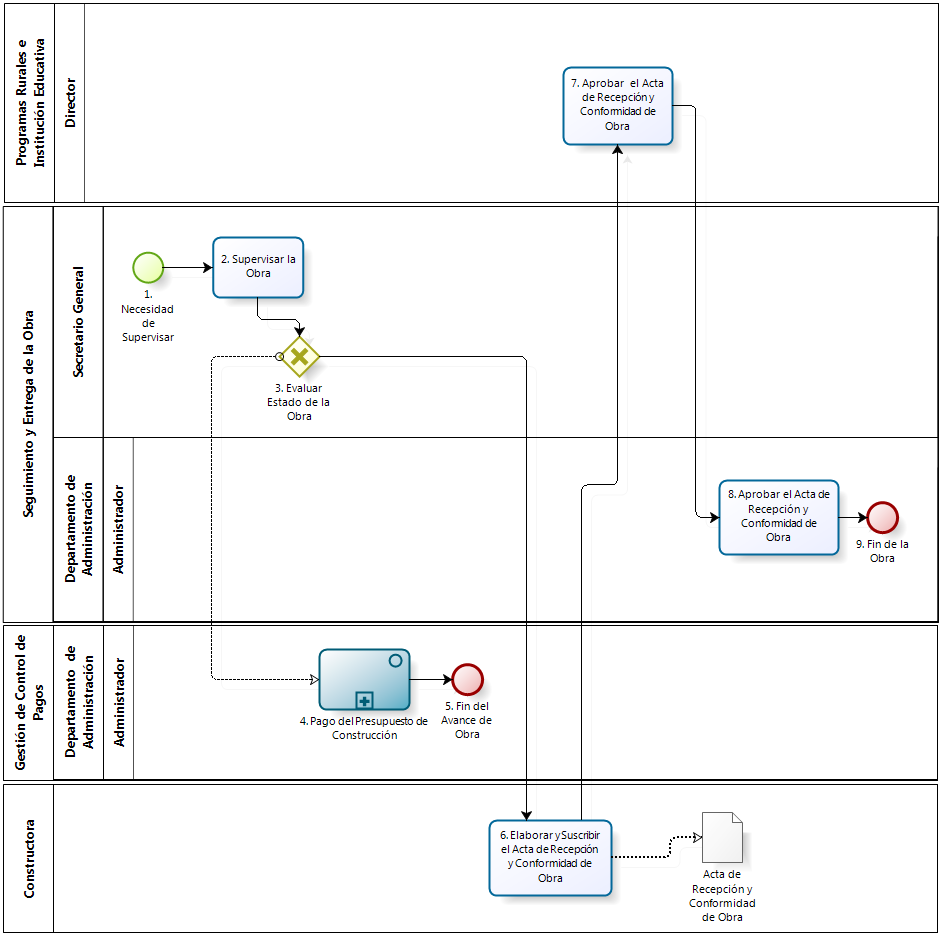 Programas Rurales e
Institución Educativa
Director
7. Aprobar el Acta
de Recepción y
Conformidad de
Obra
Seguimiento y Entrega de la Obra
Secretario General
1.
Necesidad
de
Supervisar
2. Supervisar la
Obra
3. Evaluar
Estado de la
Obra
Departamento de
Administración
Administrador
8. Aprobar el Acta de
Recepción y
Conformidad de
Obra
9. Fin de la
Obra
Gestión de Control de
Pagos
Departamento de
Administración
Administrador
4. Pago del Presupuesto de
Construcción
5. Fin del
Avance de
Obra
Constructora
6. Elaborar y Suscribir
el Acta de Recepción
y Conformidad de
Obra
Acta de
Recepción y
Conformidad
de Obra